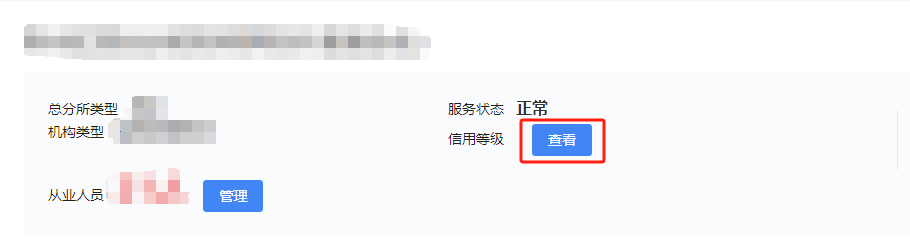 总分所类型
服务状态 正常
机构类型
信用等级 查看
从业人员 管理